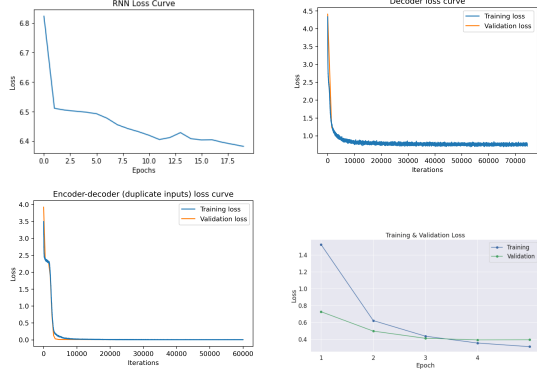 RNN Loss Curve
6.8
6.7
6.6
6.5
6.4
Loss
0.0 2.5 5.0 7.5 10.0 12.5 15.0 17.5
Epochs
Decoder loss curve
Training loss
Validation loss
4.5
4.0
3.5
3.0
2.5
2.0
1.5
1.0
Loss
0 10000 20000 30000 40000 50000 60000 70000
Iterations
Encoder-decoder (duplicate inputs) loss curve
Training loss
Validation loss
4.0
3.5
3.0
2.5
2.0
1.5
1.0
0.5
0.0
Loss
0 10000 20000 30000 40000 50000 60000
Iterations
Training & Validation Loss
Training
Validation
1.4
1.2
1.0
0.8
0.6
0.4
Loss
1 2 3 4
Epoch